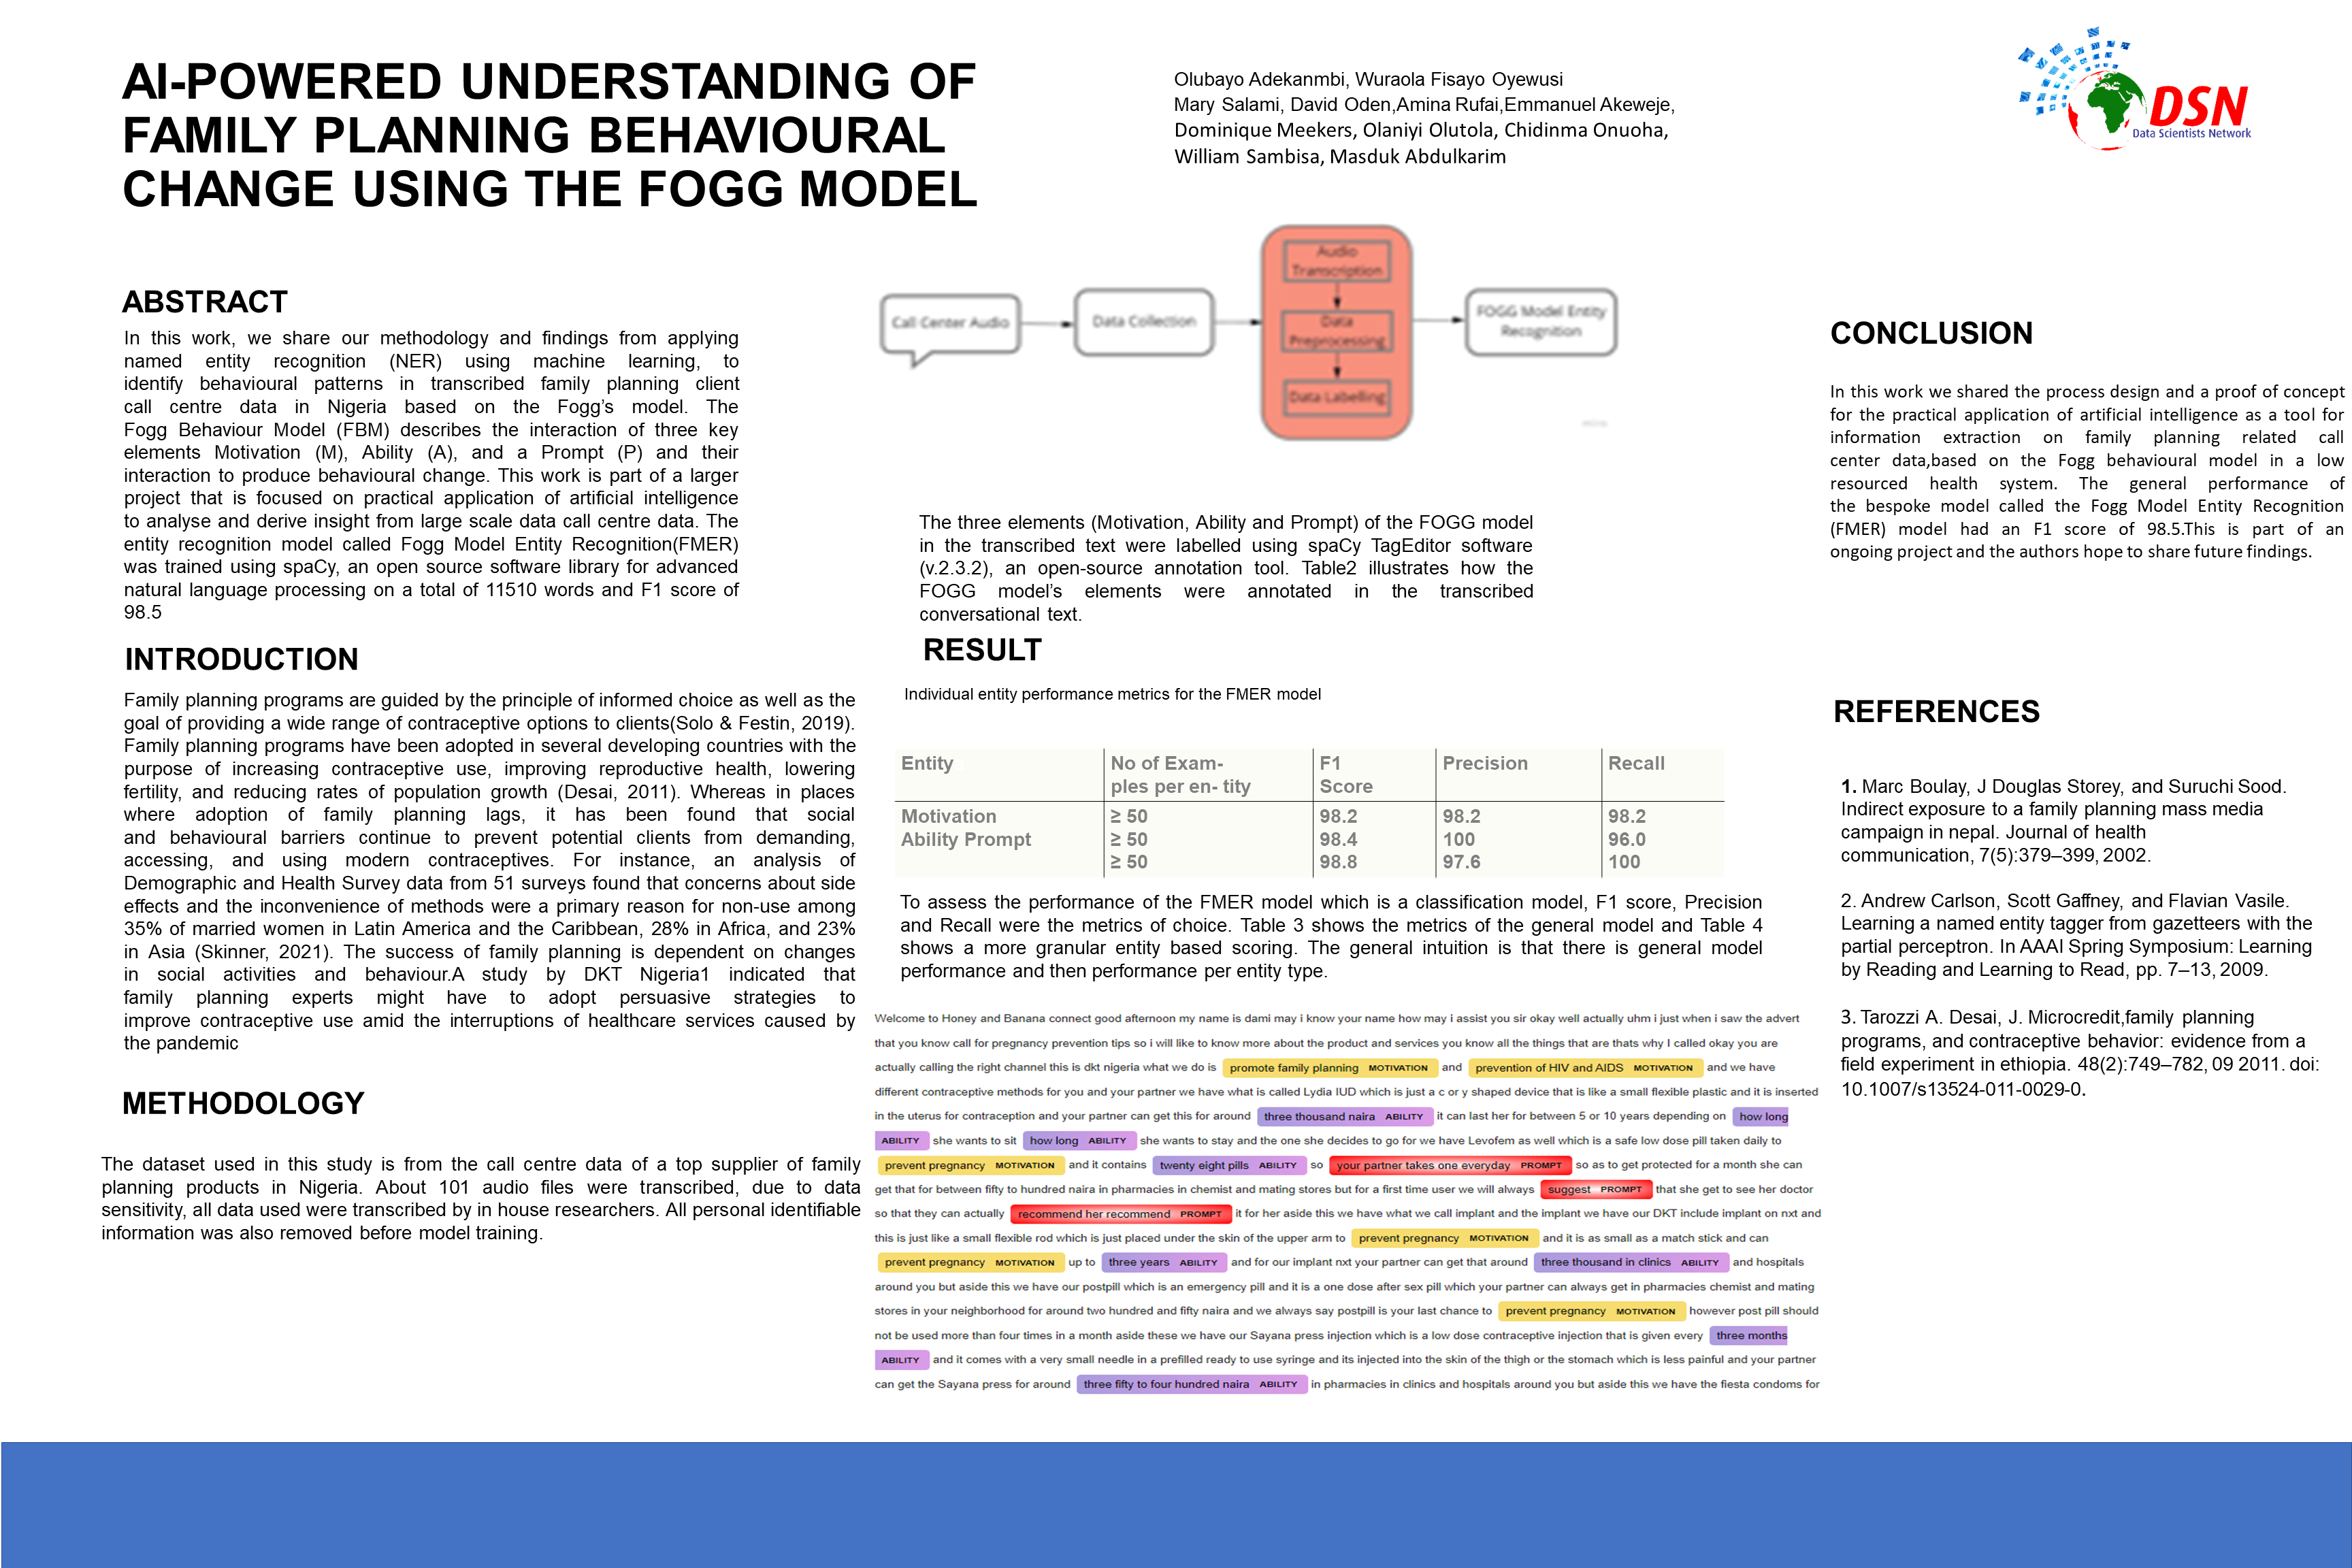 AI-POWERED UNDERSTANDING OF
FAMILY PLANNING BEHAVIOURAL
CHANGE USING THE FOGG MODEL
Olubayo Adekanmbi, Wuraola Fisayo Oyewusi
Mary Salami, David Oden,Amina Rufai,Emmanuel Akeweje,
Dominique Meekers, Olaniyi Olutola, Chidinma Onuoha,
William Sambisa, Masduk Abdulkarim
DSN
Data Scientists Network
ABSTRACT
In this work, we share our methodology and findings from applying
named entity recognition (NER) using machine learning, to
identify behavioural patterns in transcribed family planning client
call centre data in Nigeria based on the Fogg's model. The
Fogg Behaviour Model (FBM) describes the interaction of three key
elements Motivation (M), Ability (A), and a Prompt (P) and their
interaction to produce behavioural change. This work is part of a larger
project that is focused on practical application of artificial intelligence
to analyse and derive insight from large scale data call centre data. The
entity recognition model called Fogg Model Entity Recognition(FMER)
was trained using spaCy, an open source software library for advanced
natural language processing on a total of 11510 words and F1 score of
98.5
INTRODUCTION
Family planning programs are guided by the principle of informed choice as well as the
goal of providing a wide range of contraceptive options to clients(Solo & Festin, 2019).
Family planning programs have been adopted in several developing countries with the
purpose of increasing contraceptive use, improving reproductive health, lowering
fertility, and reducing rates of population growth (Desai, 2011). Whereas in places
where adoption of family planning lags, it has been found that social
and behavioural barriers continue to prevent potential clients from demanding,
accessing, and using modern contraceptives. For instance, an analysis of
Demographic and Health Survey data from 51 surveys found that concerns about side
effects and the inconvenience of methods were a primary reason for non-use among
35% of married women in Latin America and the Caribbean, 28% in Africa, and 23%
in Asia (Skinner, 2021). The success of family planning is dependent on changes
in social activities and behaviour.A study by DKT Nigeria1 indicated that
family planning experts might have to adopt persuasive strategies to
improve contraceptive use amid the interruptions of healthcare services caused by
the pandemic
METHODOLOGY
The dataset used in this study is from the call centre data of a top supplier of family
planning products in Nigeria. About 101 audio files were transcribed, due to data
sensitivity, all data used were transcribed by in house researchers. All personal identifiable
information was also removed before model training.
Call Center Audio
Data Collection
Audio
Transcription
Data
Preprocessing
Data Labelling
FOGG Model Entity
Recognition
The three elements (Motivation, Ability and Prompt) of the FOGG model
in the transcribed text were labelled using spaCy TagEditor software
(v.2.3.2), an open-source annotation tool. Table2 illustrates how the
FOGG model's elements were annotated in the transcribed
conversational text.
RESULT
Individual entity performance metrics for the FMER model
Entity No of Exam- F1 Precision Recall
ples per en- tity Score
Motivation ≥ 50 98.2 98.2 98.2
Ability Prompt ≥ 50 98.4 100 96.0
≥ 50 98.8 97.6 100
To assess the performance of the FMER model which is a classification model, F1 score, Precision
and Recall were the metrics of choice. Table 3 shows the metrics of the general model and Table 4
shows a more granular entity based scoring. The general intuition is that there is general model
performance and then performance per entity type.
Welcome to Honey and Banana connect good afternoon my name is dami may i know your name how may i assist you sir okay well actually uhm i just when i saw the advert
that you know call for pregnancy prevention tips so i will like to know more about the product and services you know all the things that are thats why I called okay you are
actually calling the right channel this is dkt nigeria what we do is promote family planning MOTIVATION and prevention of HIV and AIDS MOTIVATION and we have
different contraceptive methods for you and your partner we have what is called Lydia IUD which is just a c or y shaped device that is like a small flexible plastic and it is inserted
in the uterus for contraception and your partner can get this for around three thousand naira ABILITY it can last her for between 5 or 10 years depending on how long
ABILITY she wants to sit how long ABILITY she wants to stay and the one she decides to go for we have Levofem as well which is a safe low dose pill taken daily to
prevent pregnancy MOTIVATION and it contains twenty eight pills ABILITY so your partner takes one everyday PROMPT so as to get protected for a month she can
get that for between fifty to hundred naira in pharmacies in chemist and mating stores but for a first time user we will always suggest PROMPT that she get to see her doctor
so that they can actually recommend her recommend PROMPT it for her aside this we have what we call implant and the implant we have our DKT include implant on nxt and
this is just like a small flexible rod which is just placed under the skin of the upper arm to prevent pregnancy MOTIVATION and it is as small as a match stick and can
prevent pregnancy MOTIVATION up to three years ABILITY and for our implant nxt your partner can get that around three thousand in clinics ABILITY and hospitals
around you but aside this we have our postpill which is an emergency pill and it is a one dose after sex pill which your partner can always get in pharmacies chemist and mating
stores in your neighborhood for around two hundred and fifty naira and we always say postpill is your last chance to prevent pregnancy MOTIVATION however post pill should
not be used more than four times in a month aside these we have our Sayana press injection which is a low dose contraceptive injection that is given every three months
ABILITY and it comes with a very small needle in a prefilled ready to use syringe and its injected into the skin of the thigh or the stomach which is less painful and your partner
can get the Sayana press for around three fifty to four hundred naira ABILITY in pharmacies in clinics and hospitals around you but aside this we have the fiesta condoms for
CONCLUSION
In this work we shared the process design and a proof of concept
for the practical application of artificial intelligence as a tool for
information extraction on family planning related call
center data,based on the Fogg behavioural model in a low
resourced health system. The general performance of
the bespoke model called the Fogg Model Entity Recognition
(FMER) model had an F1 score of 98.5.This is part of an
ongoing project and the authors hope to share future findings.
REFERENCES
1. Marc Boulay, J Douglas Storey, and Suruchi Sood.
Indirect exposure to a family planning mass media
campaign in nepal. Journal of health
communication, 7(5):379–399, 2002.
2. Andrew Carlson, Scott Gaffney, and Flavian Vasile.
Learning a named entity tagger from gazetteers with the
partial perceptron. In AAAI Spring Symposium: Learning
by Reading and Learning to Read, pp. 7–13, 2009.
3. Tarozzi A. Desai, J. Microcredit,family planning
programs, and contraceptive behavior: evidence from a
field experiment in ethiopia. 48(2):749–782, 09 2011. doi:
10.1007/s13524-011-0029-0.